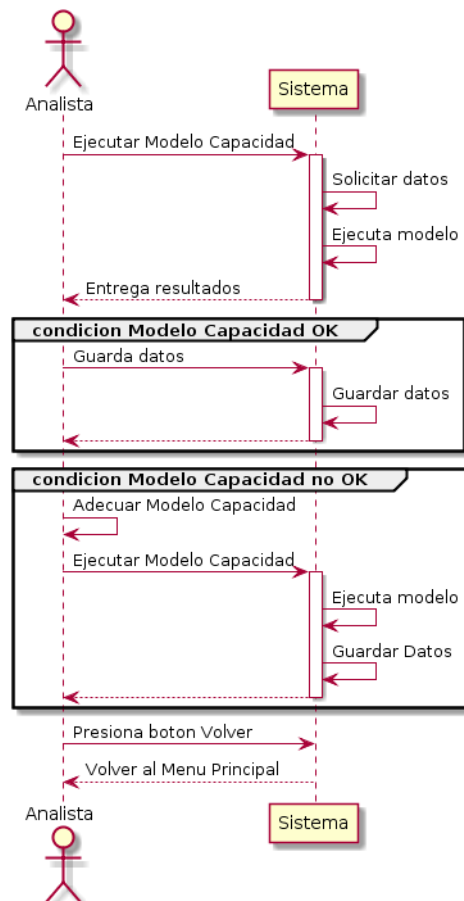 Analista
Sistema
Ejecutar Modelo Capacidad
Solicitar datos
Ejecuta modelo
Entrega resultados
condicion Modelo Capacidad OK
Guarda datos
Guardar datos
condicion Modelo Capacidad no OK
Adecuar Modelo Capacidad
Ejecutar Modelo Capacidad
Ejecuta modelo
Guardar Datos
Presiona boton Volver
Volver al Menu Principal
Analista
Sistema